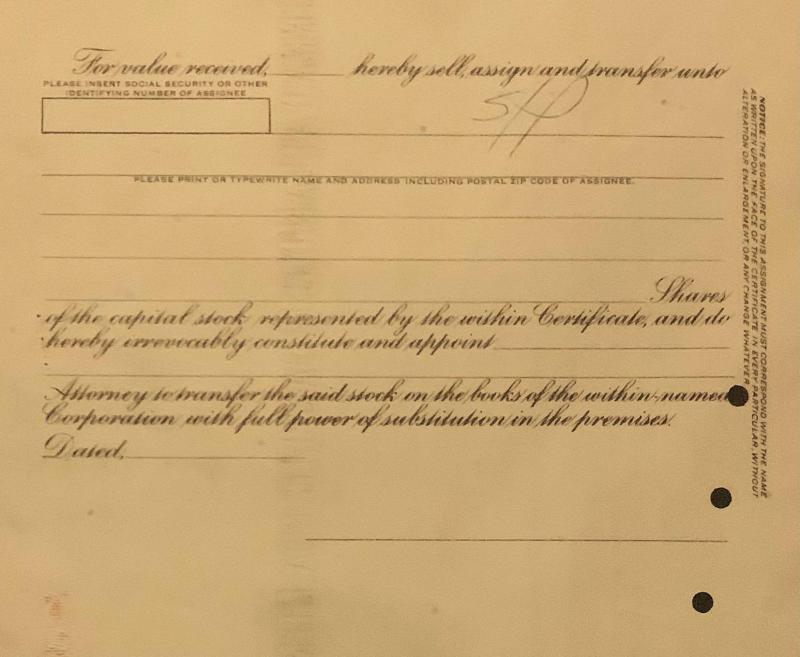 For value received, hereby sell, assign and transfer unto
PLEASE INSERT SOCIAL SECURITY OR OTHER
IDENTIFYING NUMBER OF ASSIGNEE
PLEASE PRINT OR TYPEWRITE NAME AND ADDRESS INCLUDING POSTAL ZIP CODE OF ASSIGNEE.
Shares
of the capital stock represented by the within Certificate, and do
hereby irrevocably constitute and appoint
Attorney to transfer the said stock on the books of the within-named
Corporation with full power of substitution in the premises.
Dated,
NOTICE: THE SIGNATURE TO THIS ASSIGNMENT MUST CORRESPOND WITH THE NAME
AS WRITTEN UPON THE FACE OF THE CERTIFICATE IN EVERY PARTICULAR, WITHOUT
ALTERATION OR ENLARGEMENT, OR ANY CHANGE WHATEVER